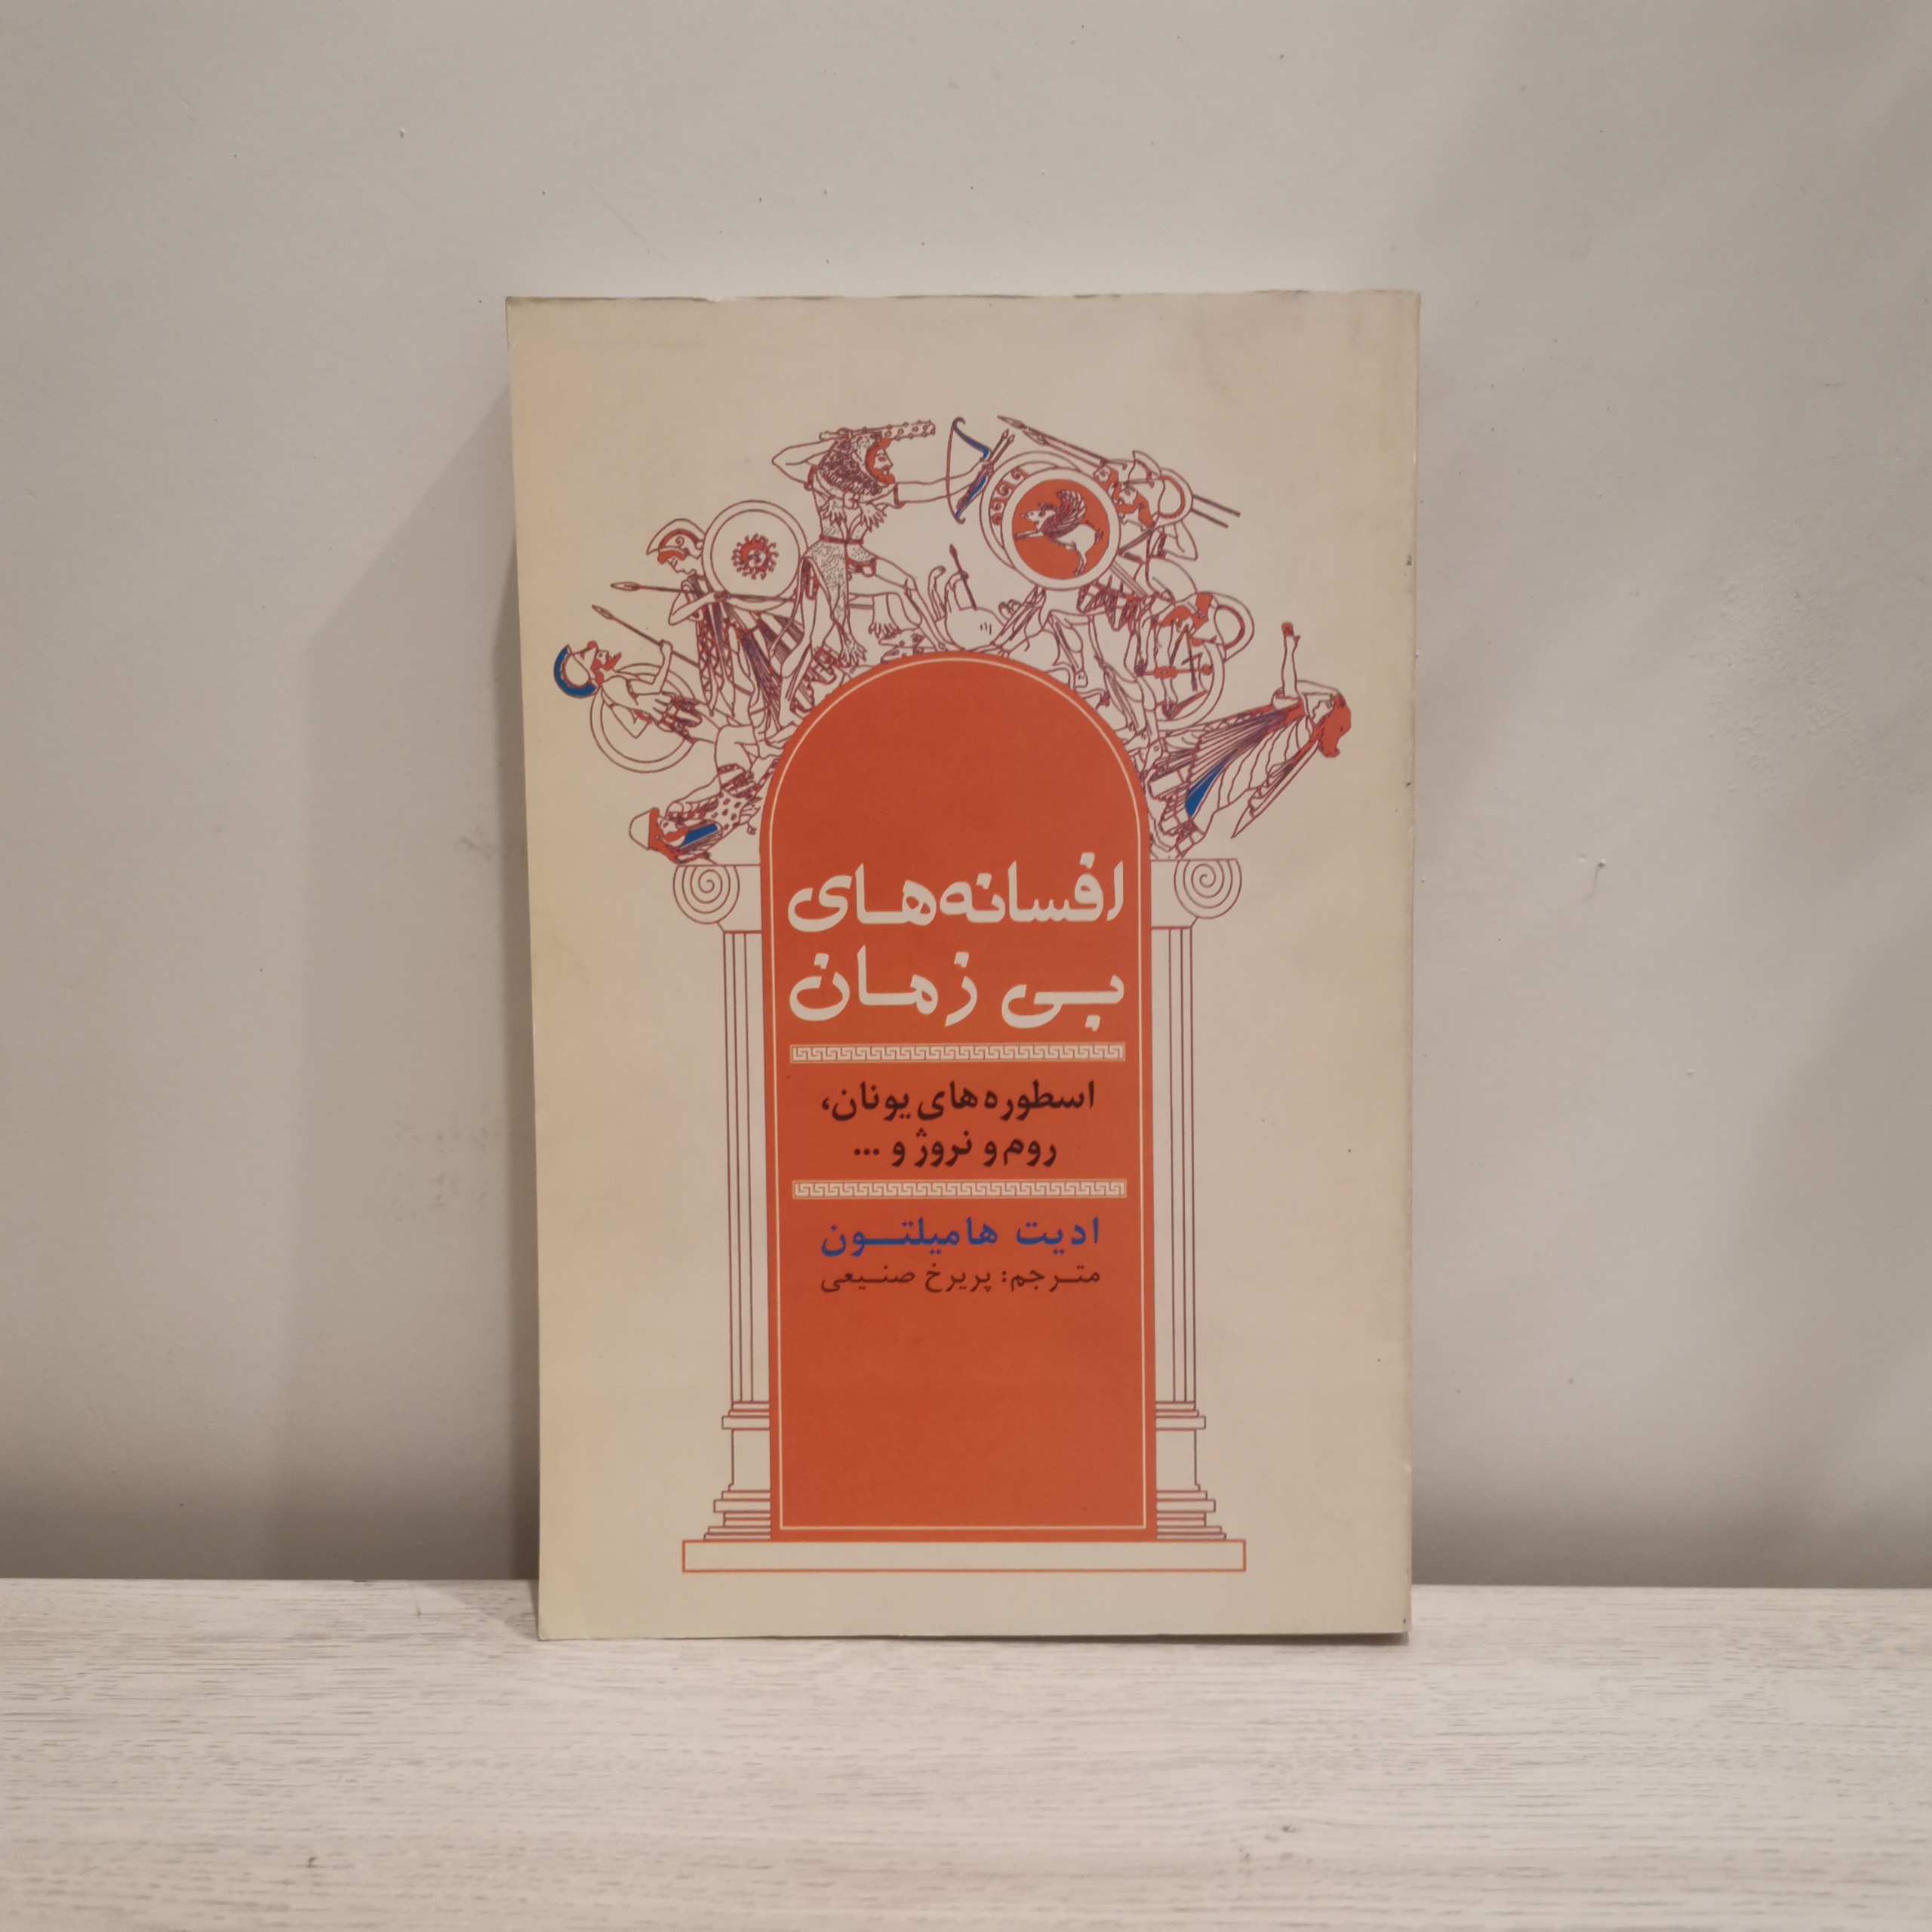 افسانه‌های
بی زمان
اسطوره‌های یونان،
روم و نروژ و ...
ادیت هامیلتون
مترجم: پریرخ صنیعی